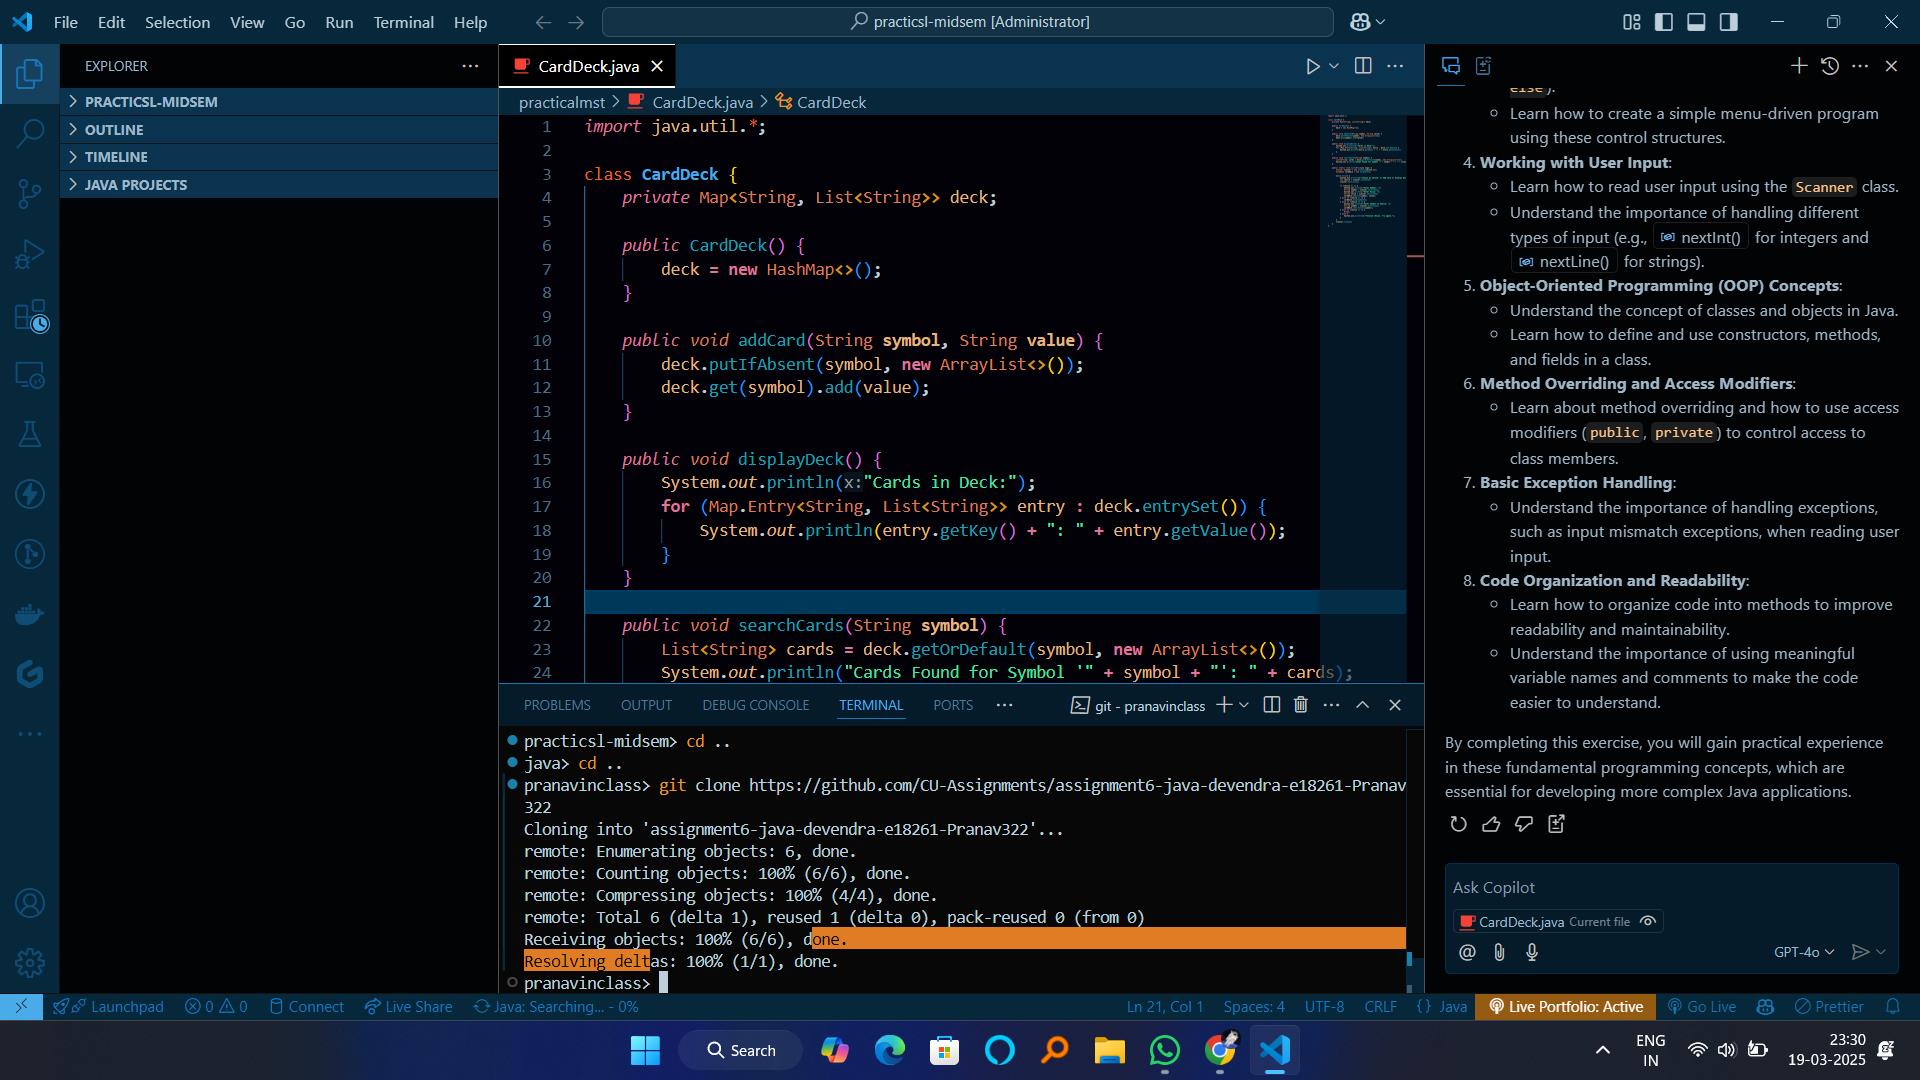 File Edit Selection View Go Run Terminal Help
practicsl-midsem [Administrator]
EXPLORER
PRACTICSL-MIDSEM
OUTLINE
TIMELINE
JAVA PROJECTS
CardDeck.java
practicalmst > CardDeck.java > CardDeck
1 import java.util.*;
2
3 class CardDeck {
4 private Map<String, List<String>> deck;
5
6 public CardDeck() {
7 deck = new HashMap<>();
8 }
9
10 public void addCard(String symbol, String value) {
11 deck.putIfAbsent(symbol, new ArrayList<>());
12 deck.get(symbol).add(value);
13 }
14
15 public void displayDeck() {
16 System.out.println(x:"Cards in Deck:");
17 for (Map.Entry<String, List<String>> entry : deck.entrySet()) {
18 System.out.println(entry.getKey() + ": " + entry.getValue());
19 }
20 }
21
22 public void searchCards(String symbol) {
23 List<String> cards = deck.getOrDefault(symbol, new ArrayList<>());
24 System.out.println("Cards Found for Symbol '" + symbol + "': " + cards);
PROBLEMS OUTPUT DEBUG CONSOLE TERMINAL PORTS
git - pranavinclass
practicsl-midsem> cd ..
java> cd ..
pranavinclass> git clone https://github.com/CU-Assignments/assignment6-java-devendra-e18261-Pranav
322
Cloning into 'assignment6-java-devendra-e18261-Pranav322'...
remote: Enumerating objects: 6, done.
remote: Counting objects: 100% (6/6), done.
remote: Compressing objects: 100% (4/4), done.
remote: Total 6 (delta 1), reused 1 (delta 0), pack-reused 0 (from 0)
Receiving objects: 100% (6/6), done.
Resolving deltas: 100% (1/1), done.
pranavinclass>
else ).
Learn how to create a simple menu-driven program
using these control structures.
4. Working with User Input:
Learn how to read user input using the Scanner class.
Understand the importance of handling different
types of input (e.g., nextInt() for integers and
nextLine() for strings).
5. Object-Oriented Programming (OOP) Concepts:
Understand the concept of classes and objects in Java.
Learn how to define and use constructors, methods,
and fields in a class.
6. Method Overriding and Access Modifiers:
Learn about method overriding and how to use access
modifiers (public, private) to control access to
class members.
7. Basic Exception Handling:
Understand the importance of handling exceptions,
such as input mismatch exceptions, when reading user
input.
8. Code Organization and Readability:
Learn how to organize code into methods to improve
readability and maintainability.
Understand the importance of using meaningful
variable names and comments to make the code
easier to understand.
By completing this exercise, you will gain practical experience
in these fundamental programming concepts, which are
essential for developing more complex Java applications.
Ask Copilot
CardDeck.java Current file
@ GPT-4o
Launchpad 0 0 Connect Live Share Java: Searching... - 0% Ln 21, Col 1 Spaces: 4 UTF-8 CRLF {} Java Live Portfolio: Active Go Live Prettier
Search
ENG
IN
23:30
19-03-2025